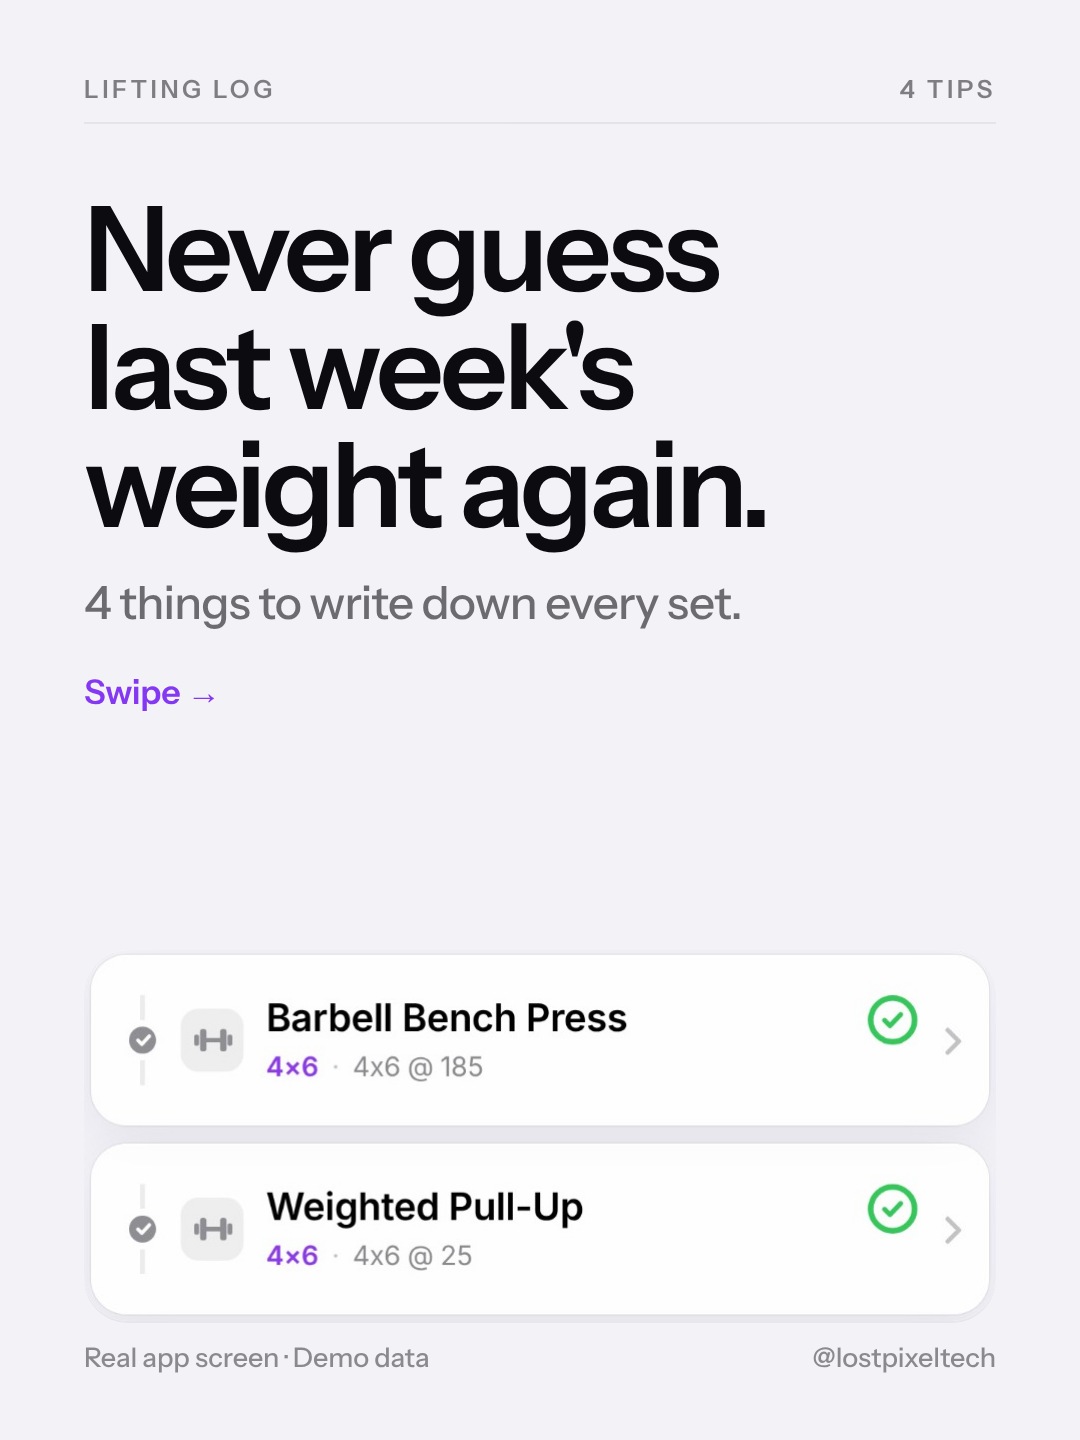 LIFTING LOG
4 TIPS
Never guess
last week's
weight again.
4 things to write down every set.
Swipe →
Barbell Bench Press
4×6 · 4x6 @ 185
Weighted Pull-Up
4×6 · 4x6 @ 25
Real app screen · Demo data
@lostpixeltech